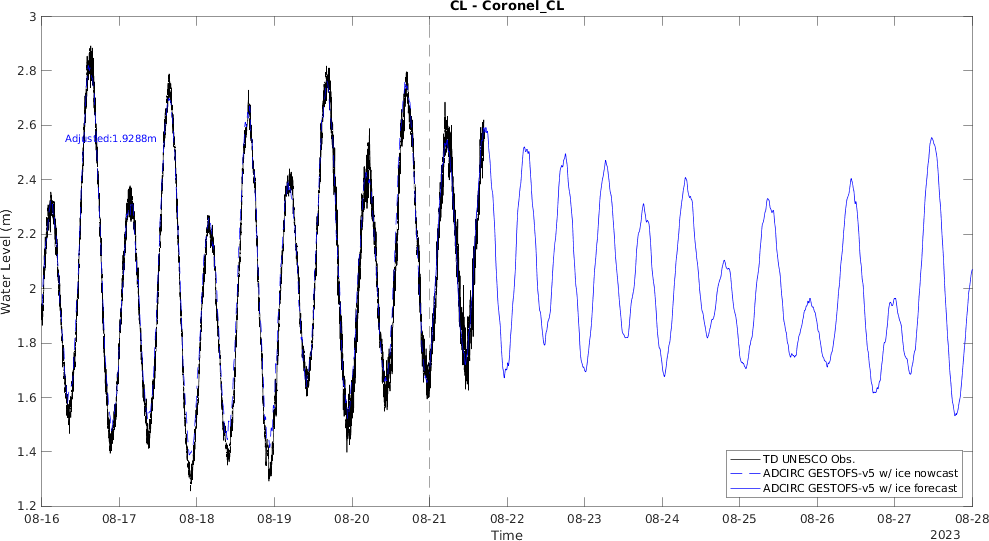 CL - Coronel_CL
3
2.8
2.6
2.4
2.2
2
1.8
1.6
1.4
1.2
Water Level (m)
Adjusted:1.9288m
TD UNESCO Obs.
ADCIRC GESTOFS-v5 w/ ice nowcast
ADCIRC GESTOFS-v5 w/ ice forecast
08-16 08-17 08-18 08-19 08-20 08-21 08-22 08-23 08-24 08-25 08-26 08-27 08-28
Time
2023